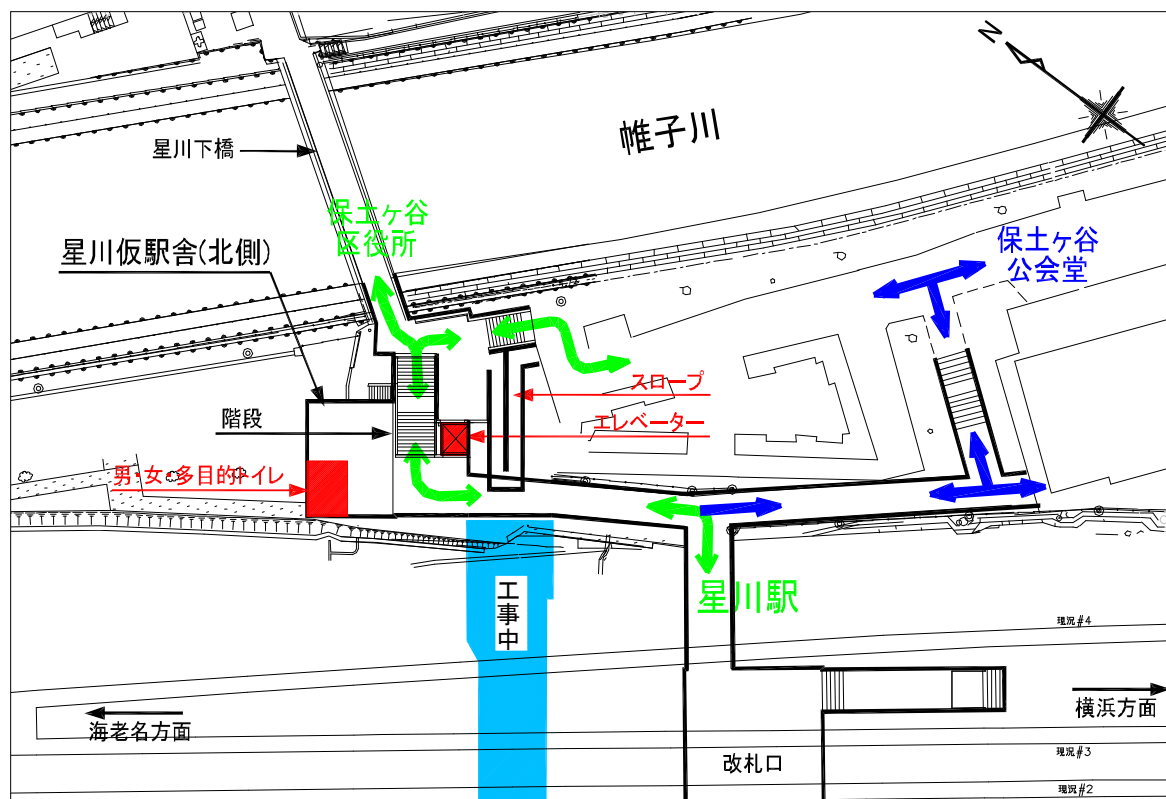 N
帷子川
星川下橋
保土ヶ谷
区役所
星川仮駅舎(北側)
保土ヶ谷
公会堂
スロープ
階段
エレベーター
男・女・多目的トイレ
工事中
星川駅
現況#4
海老名方面
横浜方面
改札口
現況#3
現況#2